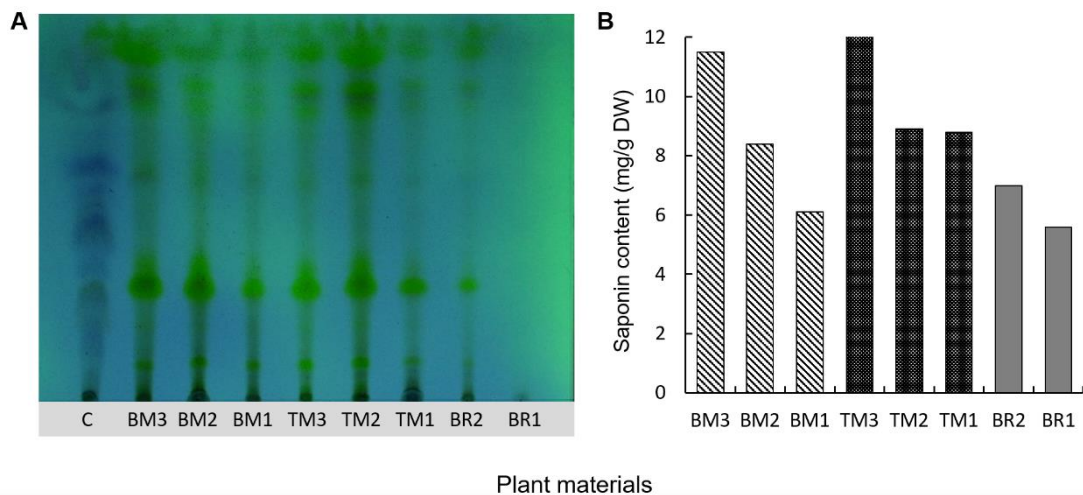 A
C BM3 BM2 BM1 TM3 TM2 TM1 BR2 BR1
B
Saponin content (mg/g DW)
12
10
8
6
4
2
0
BM3 BM2 BM1 TM3 TM2 TM1 BR2 BR1
Plant materials